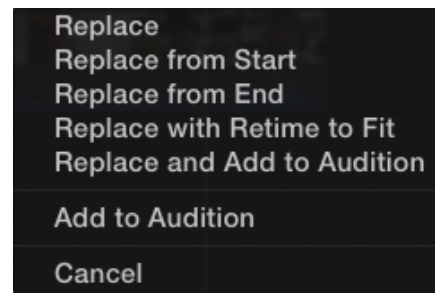 Replace
Replace from Start
Replace from End
Replace with Retime to Fit
Replace and Add to Audition
Add to Audition
Cancel